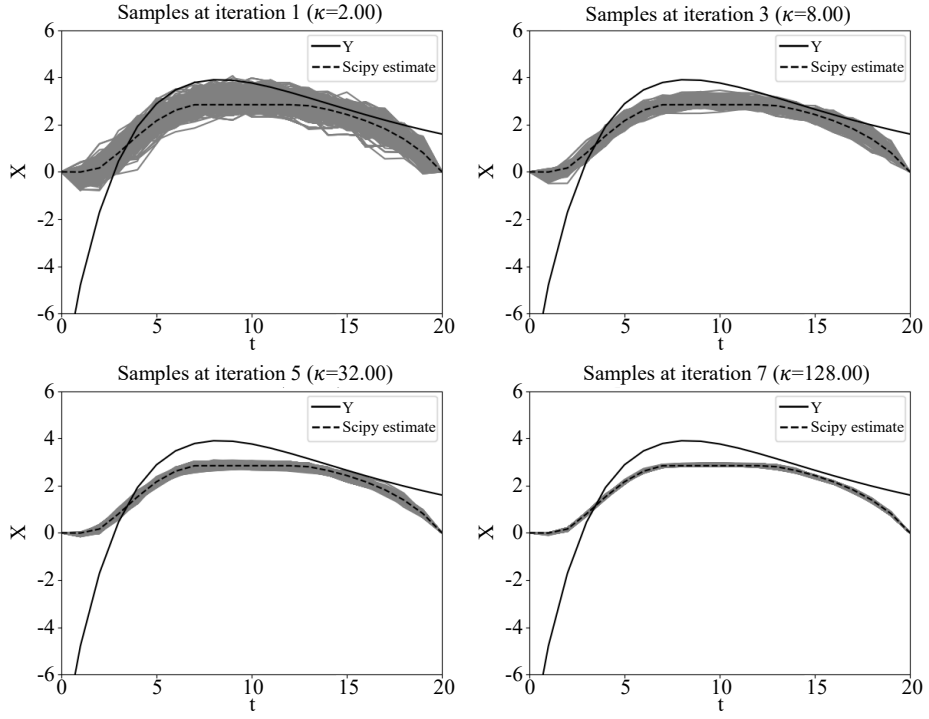 Samples at iteration 1 (κ=2.00)
6
4
2
0
-2
-4
-6
X
0 5 10 15 20
t
Y
Scipy estimate
Samples at iteration 3 (κ=8.00)
6
4
2
0
-2
-4
-6
X
0 5 10 15 20
t
Y
Scipy estimate
Samples at iteration 5 (κ=32.00)
6
4
2
0
-2
-4
-6
X
0 5 10 15 20
t
Y
Scipy estimate
Samples at iteration 7 (κ=128.00)
6
4
2
0
-2
-4
-6
X
0 5 10 15 20
t
Y
Scipy estimate